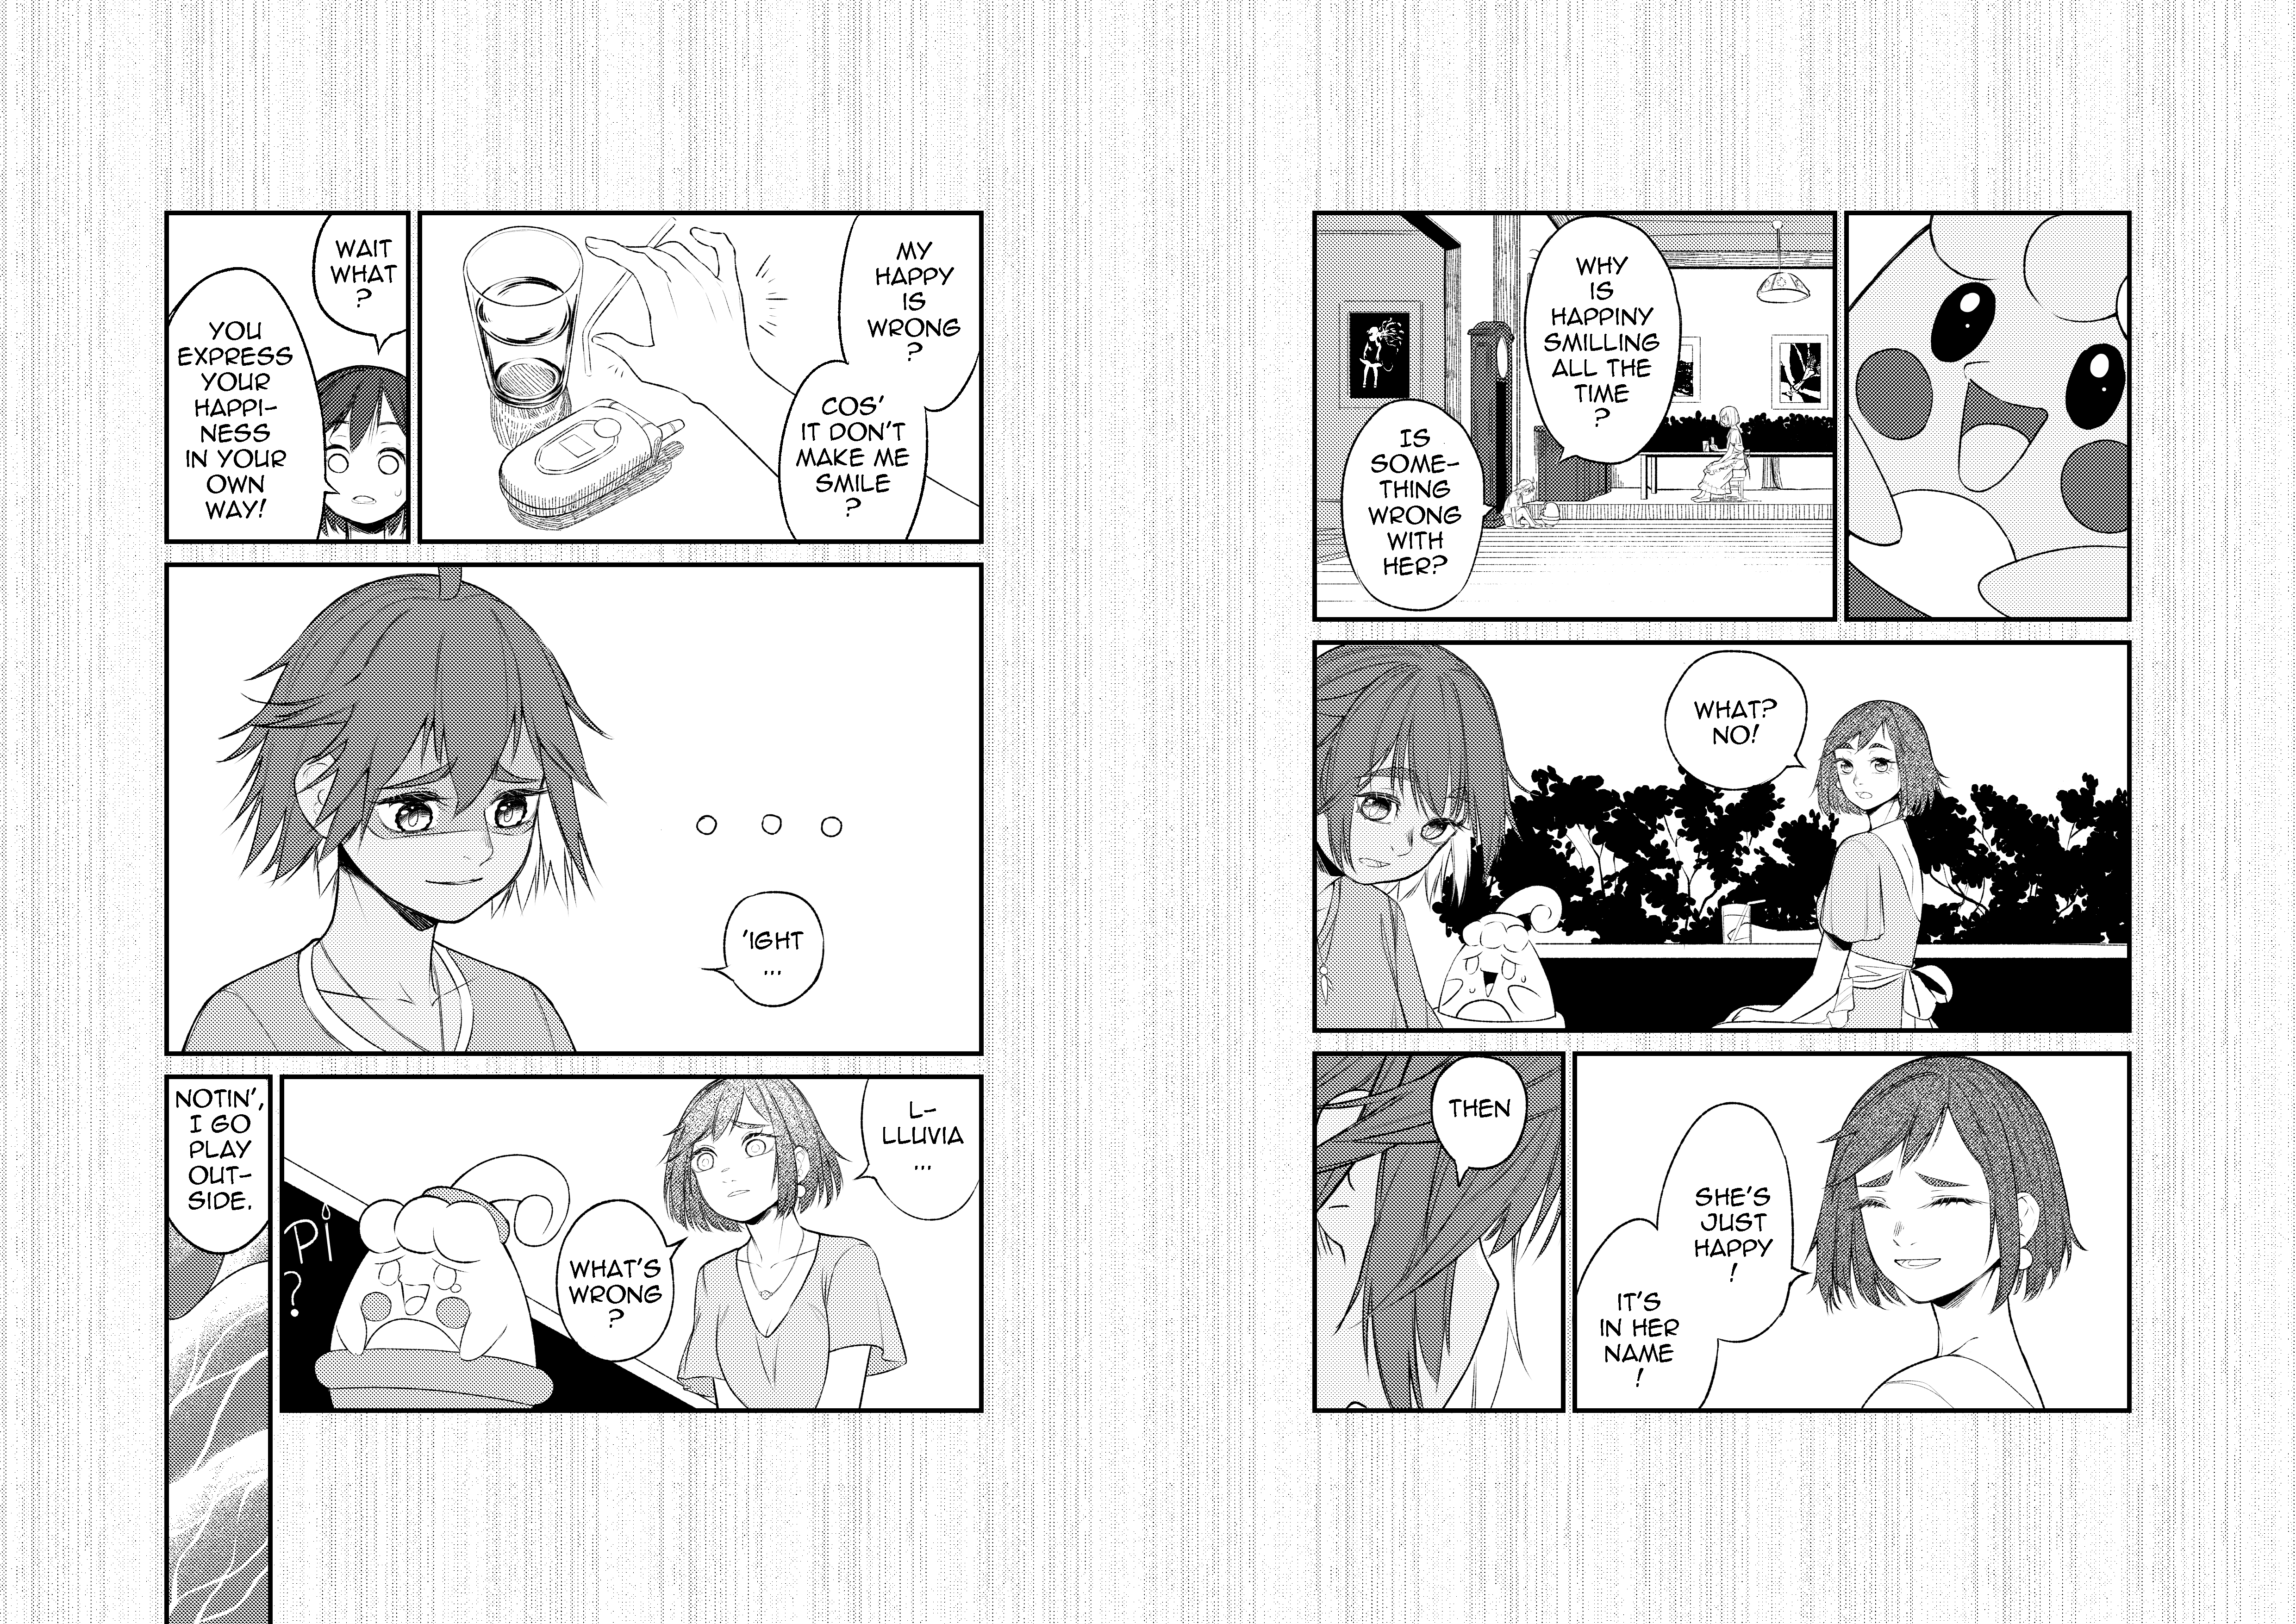 WHY
IS
HAPPINY
SMILLING
ALL THE
TIME
?
IS
SOME-
THING
WRONG
WITH
HER?
WHAT?
NO!
SHE'S
JUST
HAPPY
!
IT'S
IN HER
NAME
!
THEN
MY
HAPPY
IS
WRONG
?
COS'
IT DON'T
MAKE ME
SMILE
?
WAIT
WHAT
?
YOU
EXPRESS
YOUR
HAPPI-
NESS
IN YOUR
OWN
WAY!
'IGHT
...
L-
LLUVIA
...
WHAT'S
WRONG
?
Pi
?
NOTIN',
I GO
PLAY
OUT-
SIDE.